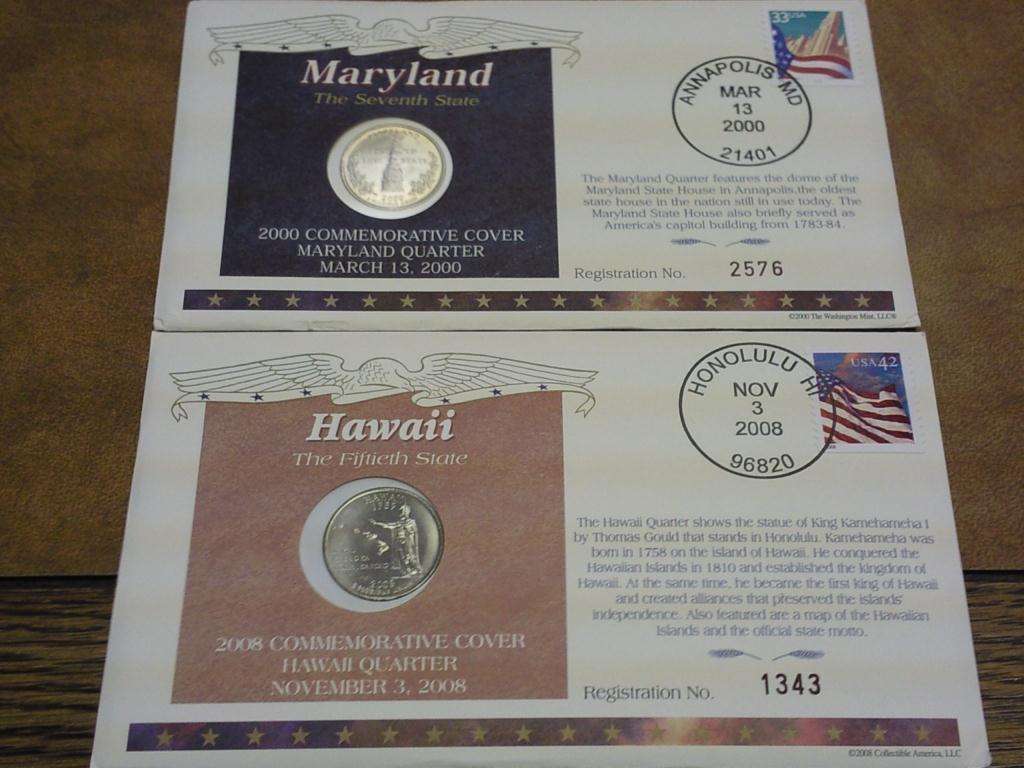 Maryland
The Seventh State
2000 COMMEMORATIVE COVER
MARYLAND QUARTER
MARCH 13, 2000
33USA
ANNAPOLIS MD
MAR
13
2000
21401
The Maryland Quarter features the dome of the
Maryland State House in Annapolis,the oldest
state house in the nation still in use today. The
Maryland State House also briefly served as
America's capitol building from 1783-84.
Registration No. 2576
©2000 The Washington Mint, LLC®
Hawaii
The Fiftieth State
HAWAII
1959
2008
2008 COMMEMORATIVE COVER
HAWAII QUARTER
NOVEMBER 3, 2008
HONOLULU HI
NOV
3
2008
96820
USA42
The Hawaii Quarter shows the statue of King Kamehameha I
by Thomas Gould that stands in Honolulu. Kamehameha was
born in 1758 on the island of Hawaii. He conquered the
Hawaiian Islands in 1810 and established the kingdom of
Hawaii. At the same time, he became the first king of Hawaii
and created alliances that preserved the islands'
independence. Also featured are a map of the Hawaiian
Islands and the official state motto.
Registration No. 1343
©2008 Collectible America, LLC